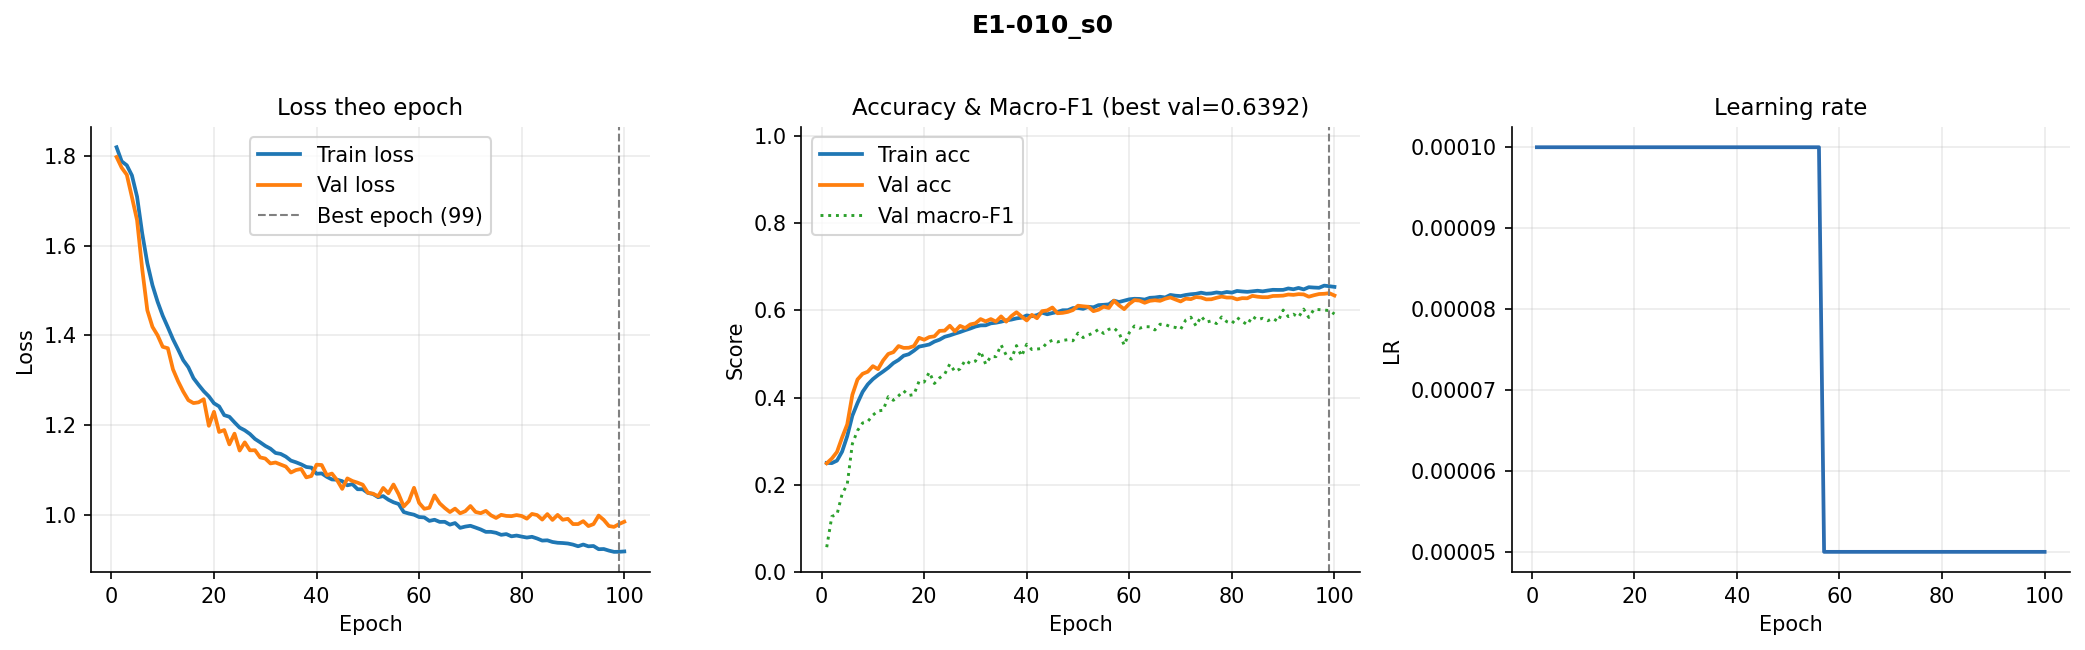 E1-010_s0
Loss theo epoch
Loss
1.8
1.6
1.4
1.2
1.0
Train loss
Val loss
Best epoch (99)
0 20 40 60 80 100
Epoch
Accuracy & Macro-F1 (best val=0.6392)
Score
1.0
0.8
0.6
0.4
0.2
0.0
Train acc
Val acc
Val macro-F1
0 20 40 60 80 100
Epoch
Learning rate
LR
0.00010
0.00009
0.00008
0.00007
0.00006
0.00005
0 20 40 60 80 100
Epoch